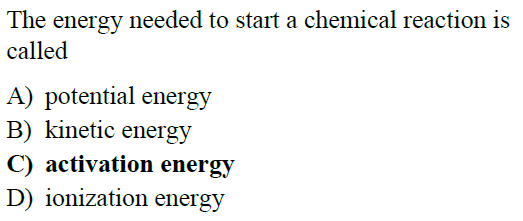 The energy needed to start a chemical reaction is
called
A) potential energy
B) kinetic energy
C) activation energy
D) ionization energy